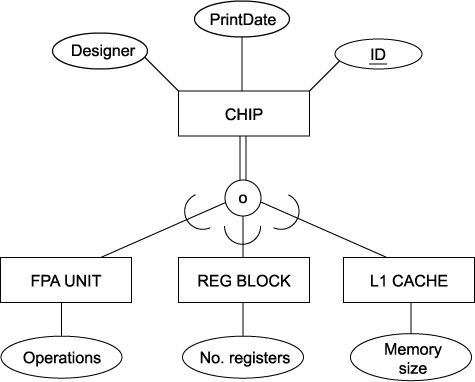 PrintDate
Designer
ID
CHIP
o
FPA UNIT
REG BLOCK
L1 CACHE
Operations
No. registers
Memory
size